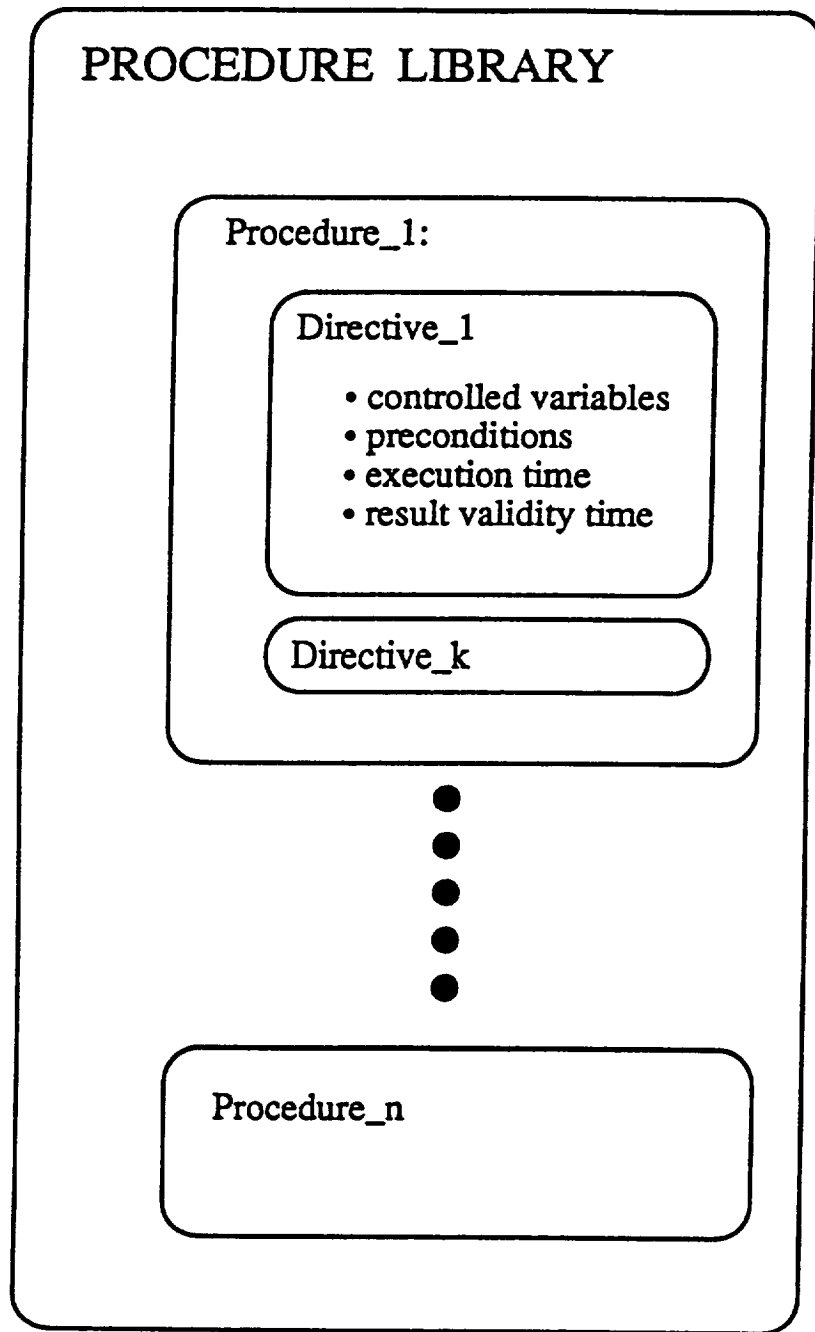 PROCEDURE LIBRARY
Procedure_1:
Directive_1
• controlled variables
• preconditions
• execution time
• result validity time
Directive_k
Procedure_n